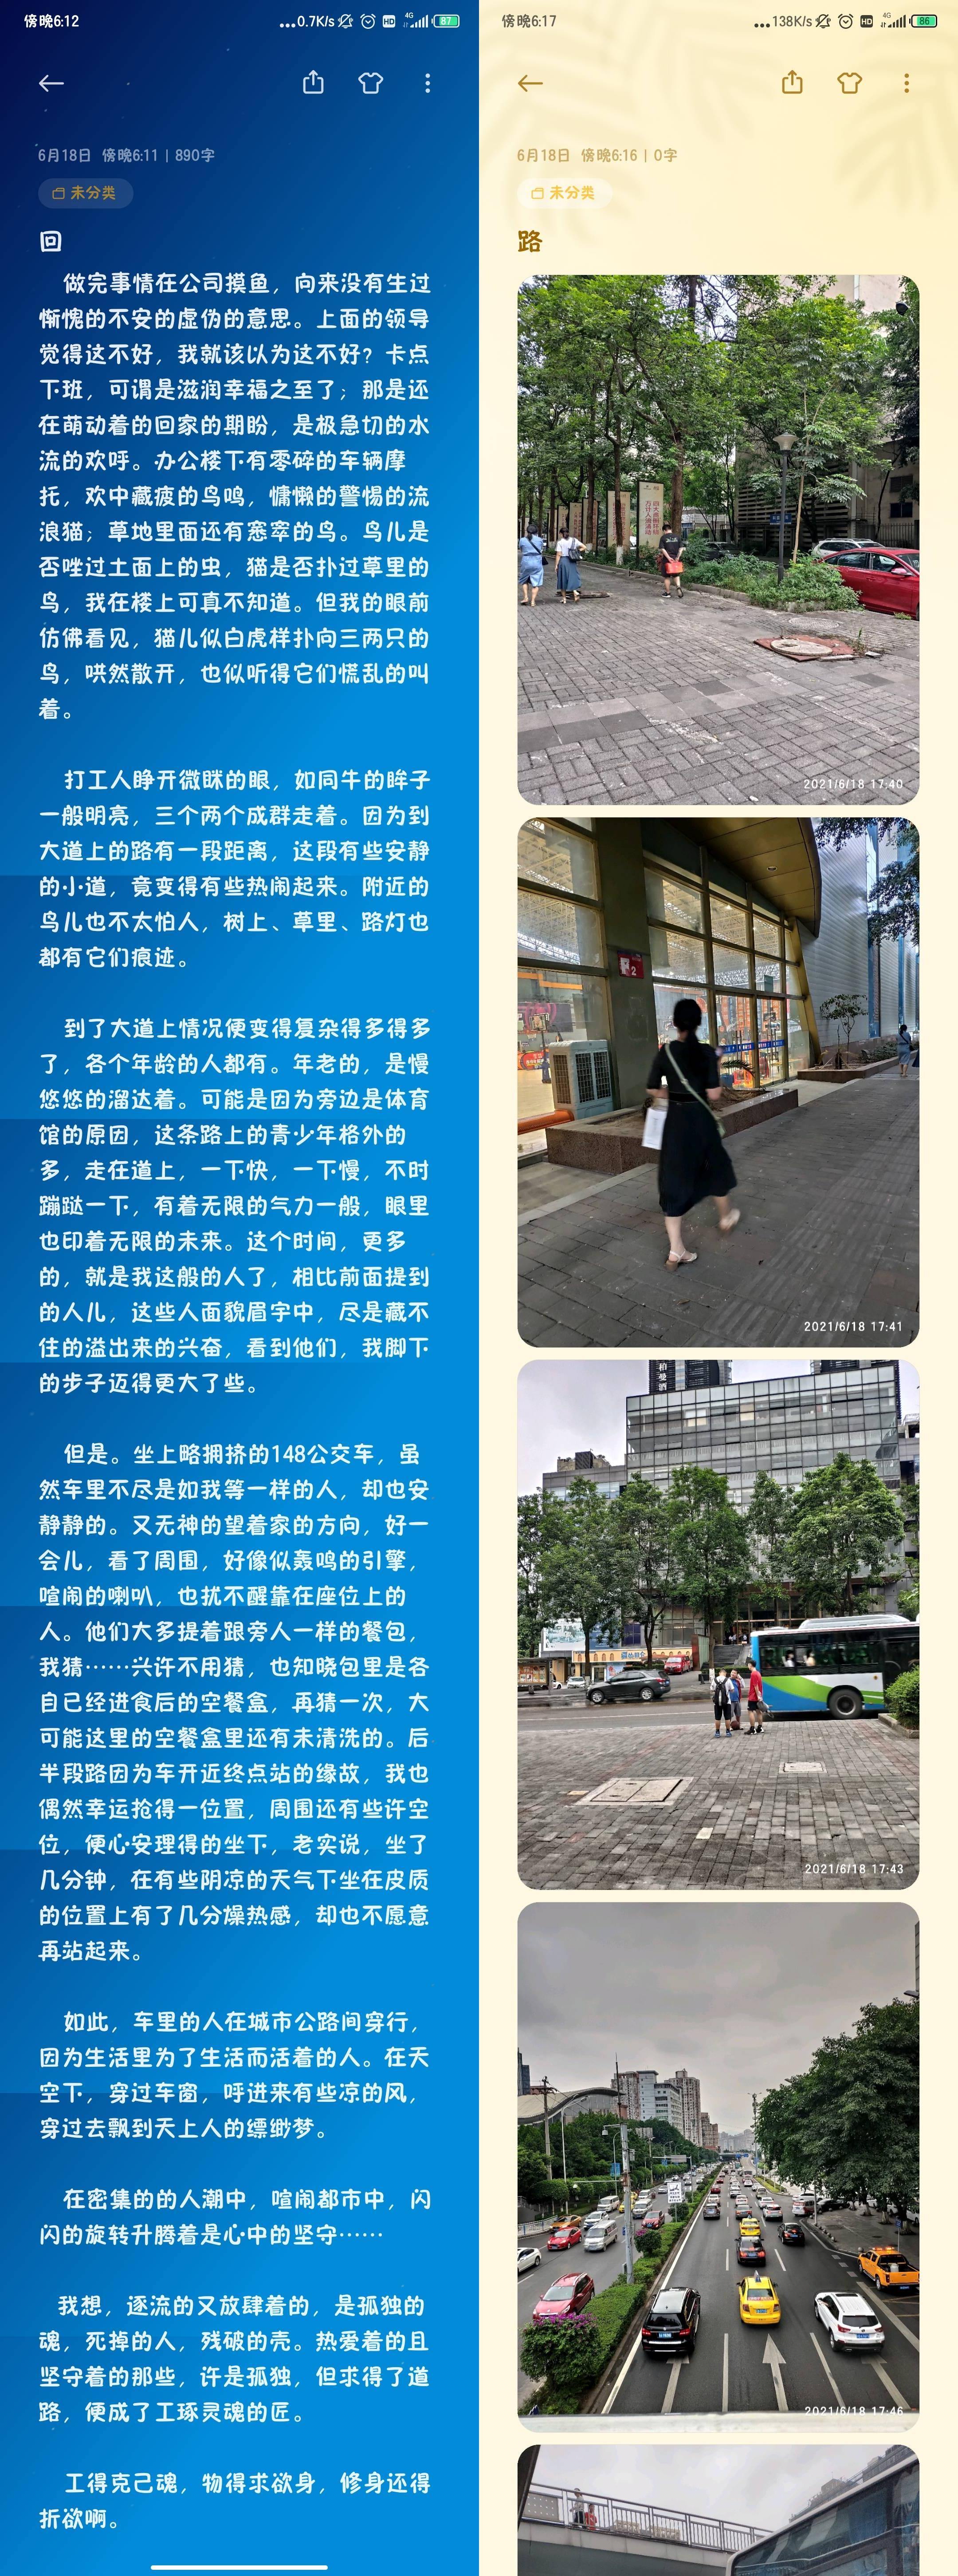 傍晚6:12
0.7K/s
HD
4G
87
6月18日 傍晚6:11 | 890字
未分类
回
做完事情在公司摸鱼，向来没有生过
惭愧的不安的虚伪的意思。上面的领导
觉得这不好，我就该以为这不好？卡点
下班，可谓是滋润幸福之至了；那是还
在萌动着的回家的期盼，是极急切的水
流的欢呼。办公楼下有零碎的车辆摩
托，欢中藏疲的鸟鸣，慵懒的警惕的流
浪猫；草地里面还有窸窣的鸟。鸟儿是
否唑过土面上的虫，猫是否扑过草里的
鸟，我在楼上可真不知道。但我的眼前
仿佛看见，猫儿似白虎样扑向三两只的
鸟，哄然散开，也似听得它们慌乱的叫
着。
打工人睁开微眯的眼，如同牛的眸子
一般明亮，三个两个成群走着。因为到
大道上的路有一段距离，这段有些安静
的小道，竟变得有些热闹起来。附近的
鸟儿也不太怕人，树上、草里、路灯也
都有它们痕迹。
到了大道上情况便变得复杂得多得多
了，各个年龄的人都有。年老的，是慢
悠悠的溜达着。可能是因为旁边是体育
馆的原因，这条路上的青少年格外的
多，走在道上，一下快，一下慢，不时
蹦跶一下，有着无限的气力一般，眼里
也印着无限的未来。这个时间，更多
的，就是我这般的人了，相比前面提到
的人儿，这些人面貌眉宇中，尽是藏不
住的溢出来的兴奋，看到他们，我脚下
的步子迈得更大了些。
但是。坐上略拥挤的148公交车，虽
然车里不尽是如我等一样的人，却也安
静静的。又无神的望着家的方向，好一
会儿，看了周围，好像似轰鸣的引擎，
喧闹的喇叭，也扰不醒靠在座位上的
人。他们大多提着跟旁人一样的餐包，
我猜……兴许不用猜，也知晓包里是各
自己经进食后的空餐盒，再猜一次，大
可能这里的空餐盒里还有未清洗的。后
半段路因为车开近终点站的缘故，我也
偶然幸运抢得一位置，周围还有些许空
位，便心安理得的坐下，老实说，坐了
几分钟，在有些阴凉的天气下坐在皮质
的位置上有了几分燥热感，却也不愿意
再站起来。
如此，车里的人在城市公路间穿行，
因为生活里为了生活而活着的人。在天
空下，穿过车窗，呼进来有些凉的风，
穿过去飘到天上人的缥缈梦。
在密集的的人潮中，喧闹都市中，闪
闪的旋转升腾着是心中的坚守……
我想，逐流的又放肆着的，是孤独的
魂，死掉的人，残破的壳。热爱着的且
坚守着的那些，许是孤独，但求得了道
路，便成了工琢灵魂的匠。
工得克己魂，物得求欲身，修身还得
折欲啊。
傍晚6:17
138K/s
HD
4G
86
6月18日 傍晚6:16 | 0字
未分类
路
2021/6/18 17:40
2
2021/6/18 17:41
柏曼酒
2021/6/18 17:43
2021/6/18 17:46